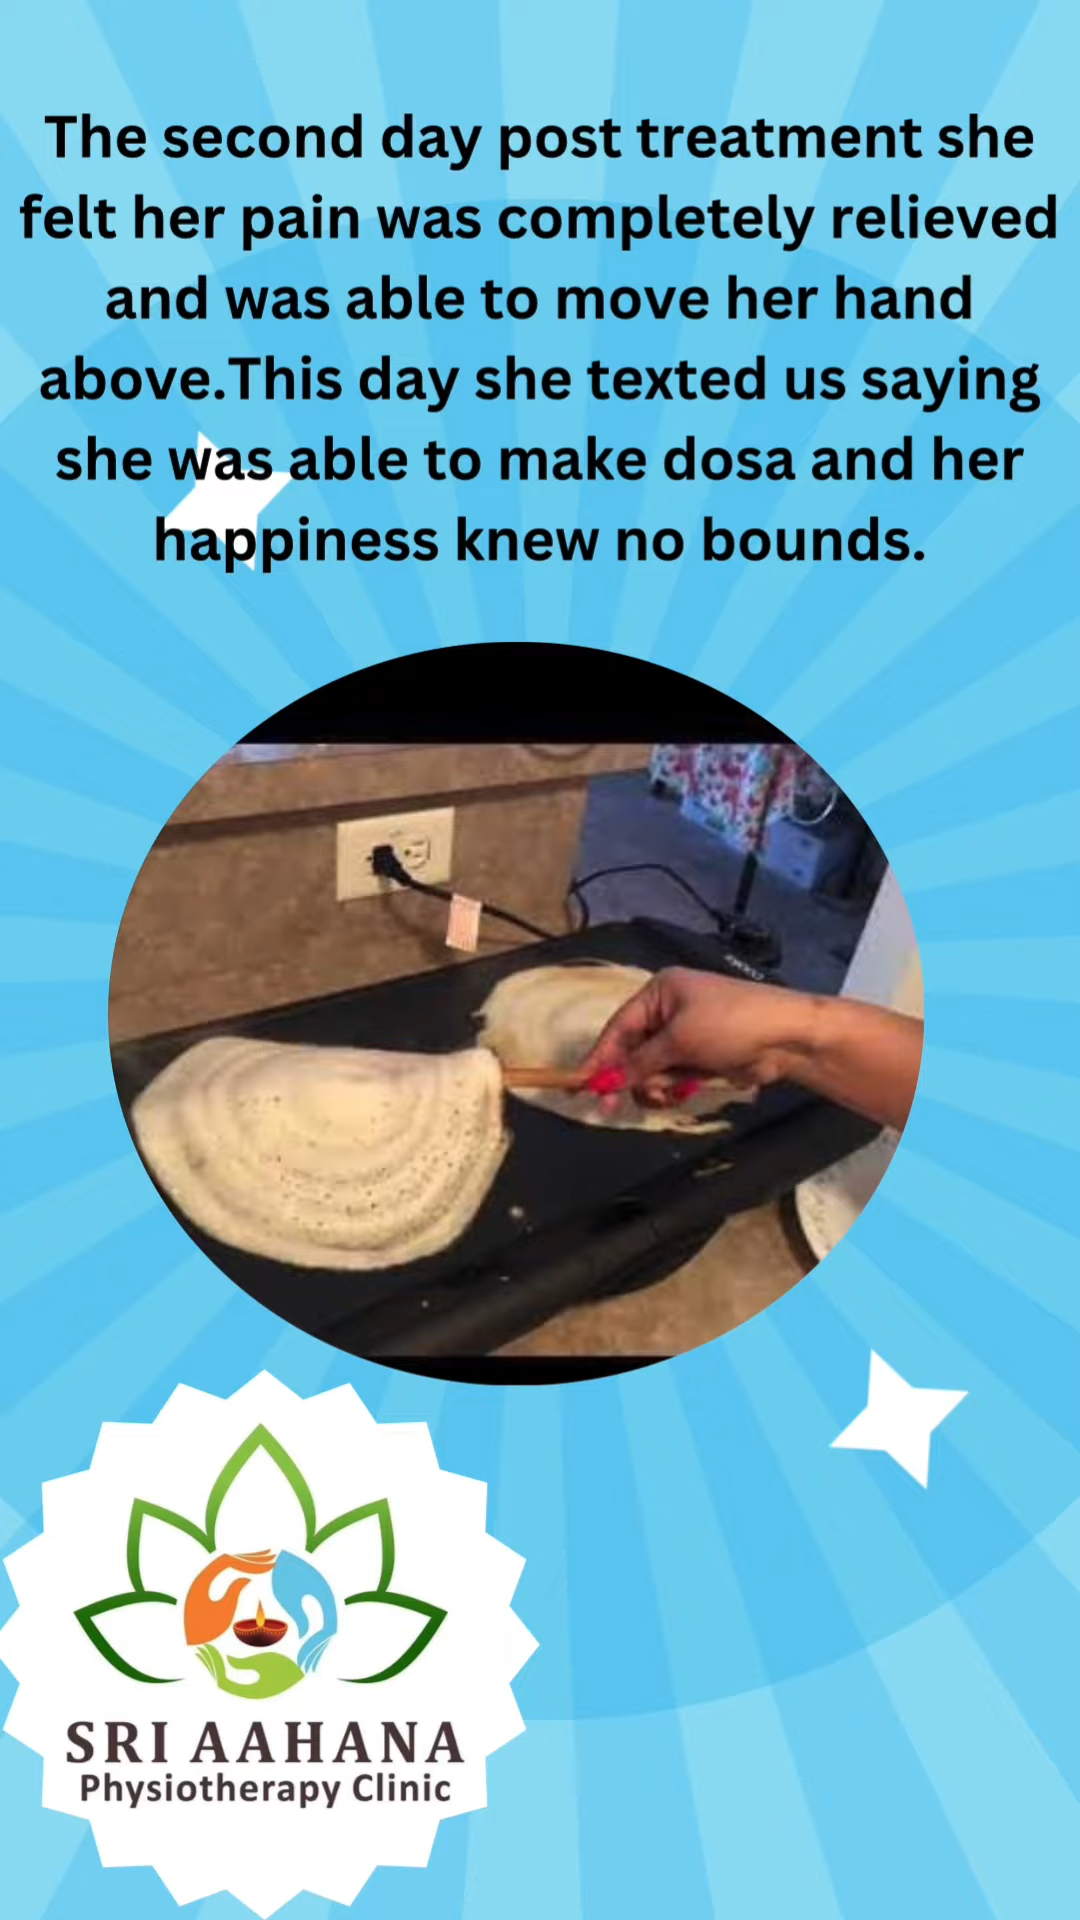 The second day post treatment she
felt her pain was completely relieved
and was able to move her hand
above.This day she texted us saying
she was able to make dosa and her
happiness knew no bounds.
SRI AAHANA
Physiotherapy Clinic